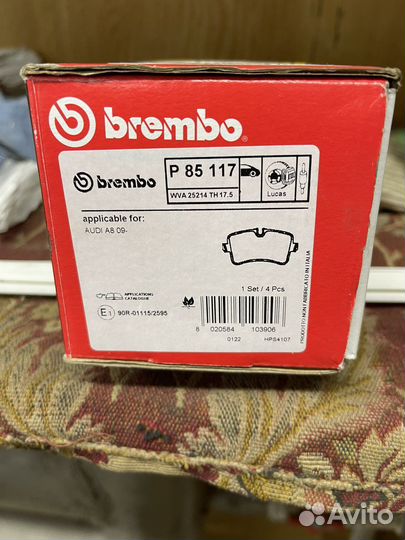 brembo
brembo
P 85 117
WVA 25214 TH 17.5
Lucas
applicable for:
AUDI A8 09-
1 Set / 4 Pcs
APPLICATIONS
CATALOGUE
E1
90R-01115/2595
8 020584 103906
0122
HPS4107
PRODOTTO NON FABBRICATO IN ITALIA
Avito